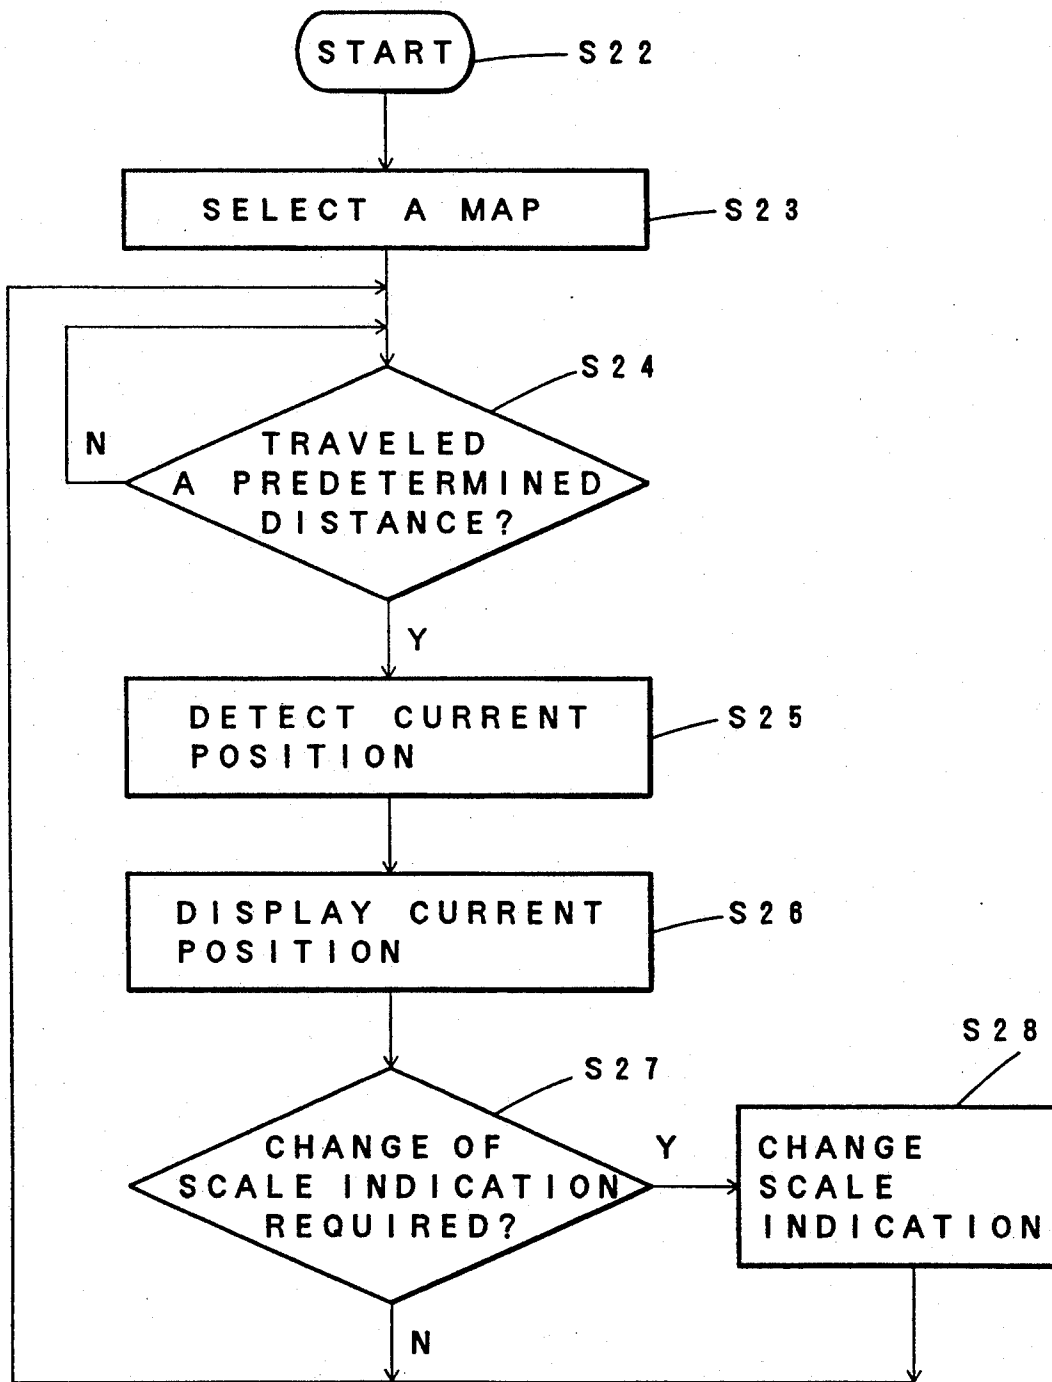 START
S22
SELECT A MAP
S23
S24
N
TRAVELED
A PREDETERMINED
DISTANCE?
Y
DETECT CURRENT
POSITION
S25
DISPLAY CURRENT
POSITION
S26
S27
S28
CHANGE OF
SCALE INDICATION
REQUIRED?
Y
CHANGE
SCALE
INDICATION
N